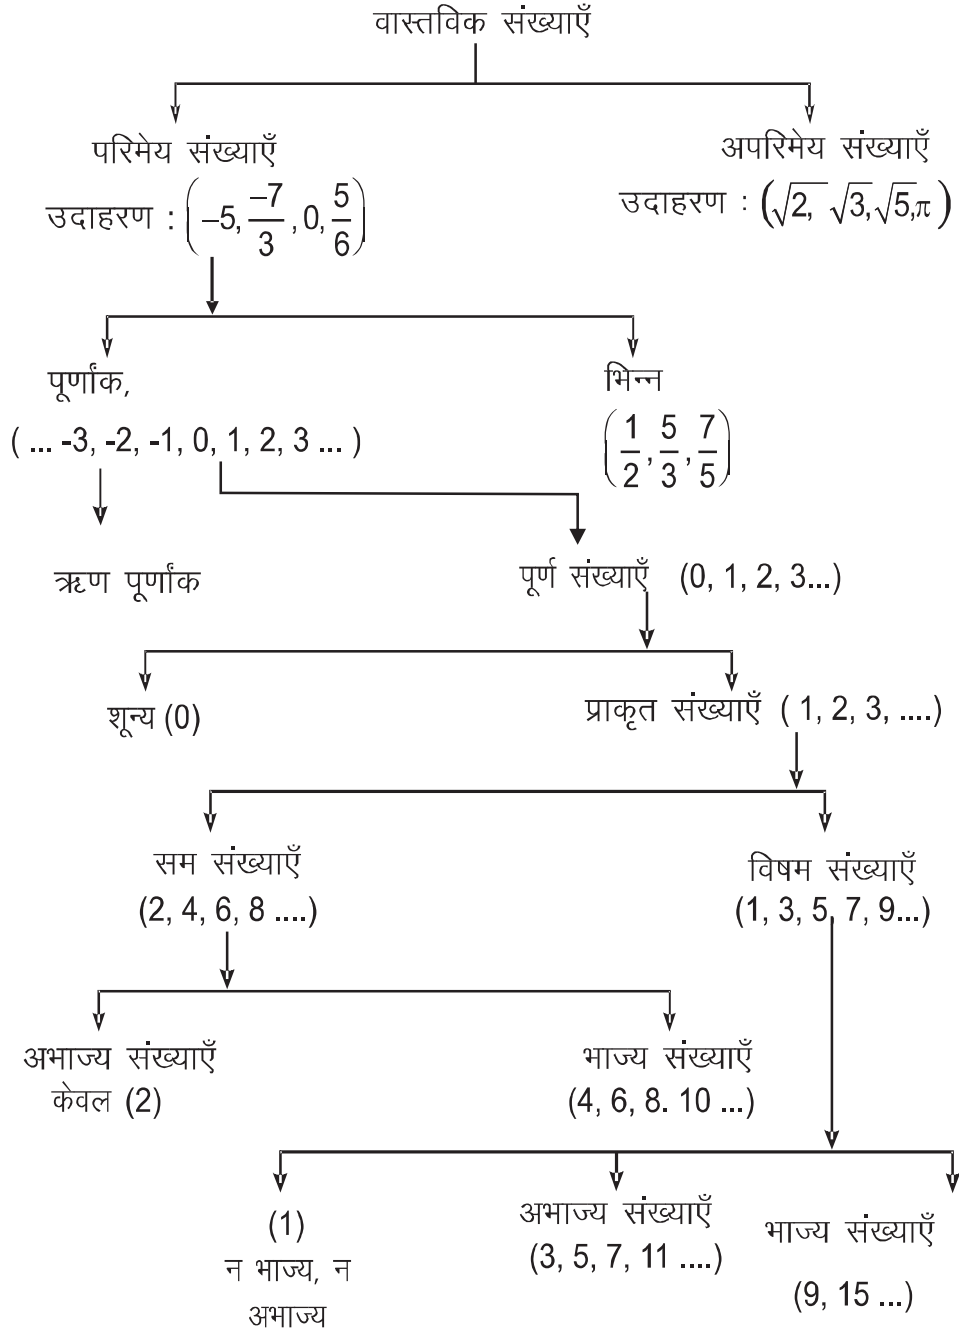 वास्तविक संख्याएँ
परिमेय संख्याएँ
अपरिमेय संख्याएँ
उदाहरण : (–5, –7/3, 0, 5/6)
उदाहरण : (√2, √3, √5, π)
पूर्णांक,
भिन्न
( ... -3, -2, -1, 0, 1, 2, 3 ... )
(1/2, 5/3, 7/5)
ऋण पूर्णांक
पूर्ण संख्याएँ (0, 1, 2, 3...)
शून्य (0)
प्राकृत संख्याएँ ( 1, 2, 3, ....)
सम संख्याएँ
(2, 4, 6, 8 ....)
विषम संख्याएँ
(1, 3, 5, 7, 9...)
अभाज्य संख्याएँ
केवल (2)
भाज्य संख्याएँ
(4, 6, 8. 10 ...)
(1)
न भाज्य, न
अभाज्य
अभाज्य संख्याएँ
(3, 5, 7, 11 ....)
भाज्य संख्याएँ
(9, 15 ...)